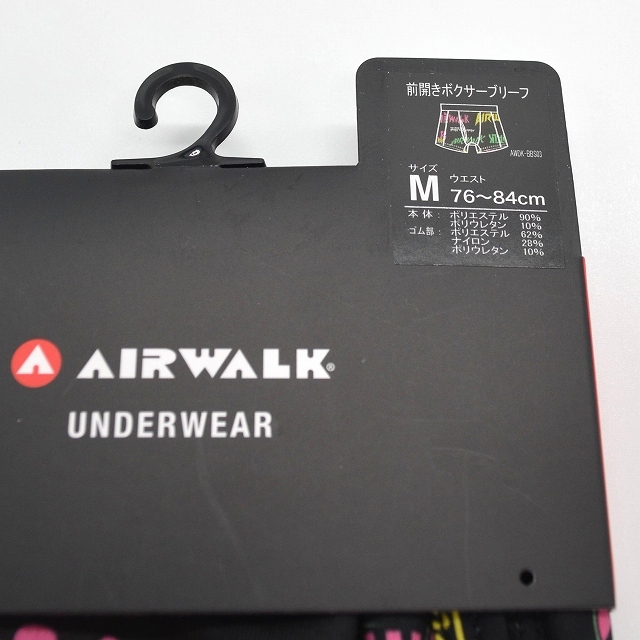 前開きボクサーブリーフ
AIRWALK
AWDK-BBS03
サイズ ウエスト
M 76～84cm
本体： ポリエステル 90%
ポリウレタン 10%
ゴム部： ポリエステル 62%
ナイロン 28%
ポリウレタン 10%
AIRWALK®
UNDERWEAR